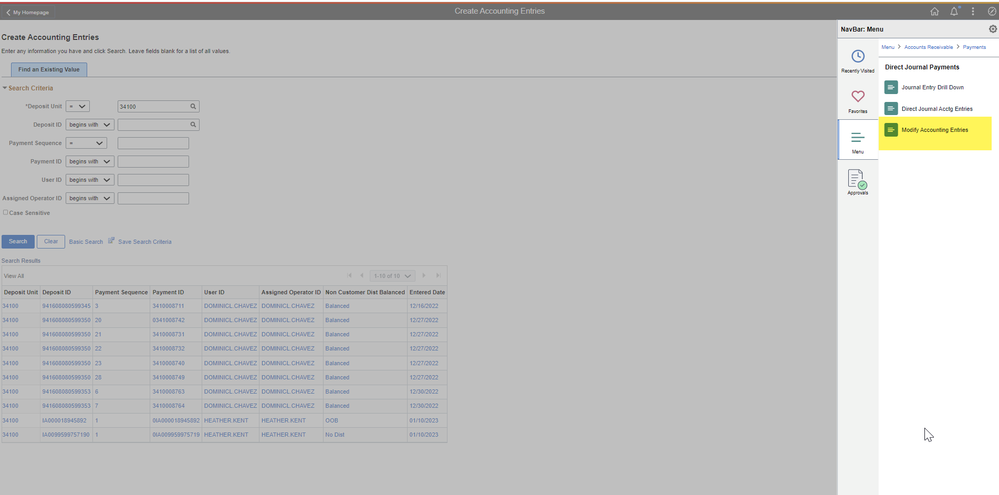 My Homepage
Create Accounting Entries
NavBar: Menu
Create Accounting Entries
Enter any information you have and click Search. Leave fields blank for a list of all values.
Find an Existing Value
Search Criteria
*Deposit Unit = 34100
Deposit ID begins with
Payment Sequence =
Payment ID begins with
User ID begins with
Assigned Operator ID begins with
Case Sensitive
Search Clear Basic Search Save Search Criteria
Search Results
View All 1-10 of 10
Deposit Unit Deposit ID Payment Sequence Payment ID User ID Assigned Operator ID Non Customer Dist Balanced Entered Date
34100 941608080599345 3 3410008711 DOMINICL.CHAVEZ DOMINICL.CHAVEZ Balanced 12/16/2022
34100 941608080599350 20 0341008742 DOMINICL.CHAVEZ DOMINICL.CHAVEZ Balanced 12/27/2022
34100 941608080599350 21 3410008731 DOMINICL.CHAVEZ DOMINICL.CHAVEZ Balanced 12/27/2022
34100 941608080599350 22 3410008732 DOMINICL.CHAVEZ DOMINICL.CHAVEZ Balanced 12/27/2022
34100 941608080599350 23 3410008740 DOMINICL.CHAVEZ DOMINICL.CHAVEZ Balanced 12/27/2022
34100 941608080599350 28 3410008749 DOMINICL.CHAVEZ DOMINICL.CHAVEZ Balanced 12/27/2022
34100 941608080599353 6 3410008763 DOMINICL.CHAVEZ DOMINICL.CHAVEZ Balanced 12/30/2022
34100 941608080599353 7 3410008764 DOMINICL.CHAVEZ DOMINICL.CHAVEZ Balanced 12/30/2022
34100 IA000018945892 1 0IA000018945892 HEATHER.KENT HEATHER.KENT OOB 01/10/2023
34100 IA0099599757190 1 0IA009959975719 HEATHER.KENT HEATHER.KENT No Dist 01/10/2023
Recently Visited
Favorites
Menu
Approvals
Menu > Accounts Receivable > Payments
Direct Journal Payments
Journal Entry Drill Down
Direct Journal Acctg Entries
Modify Accounting Entries